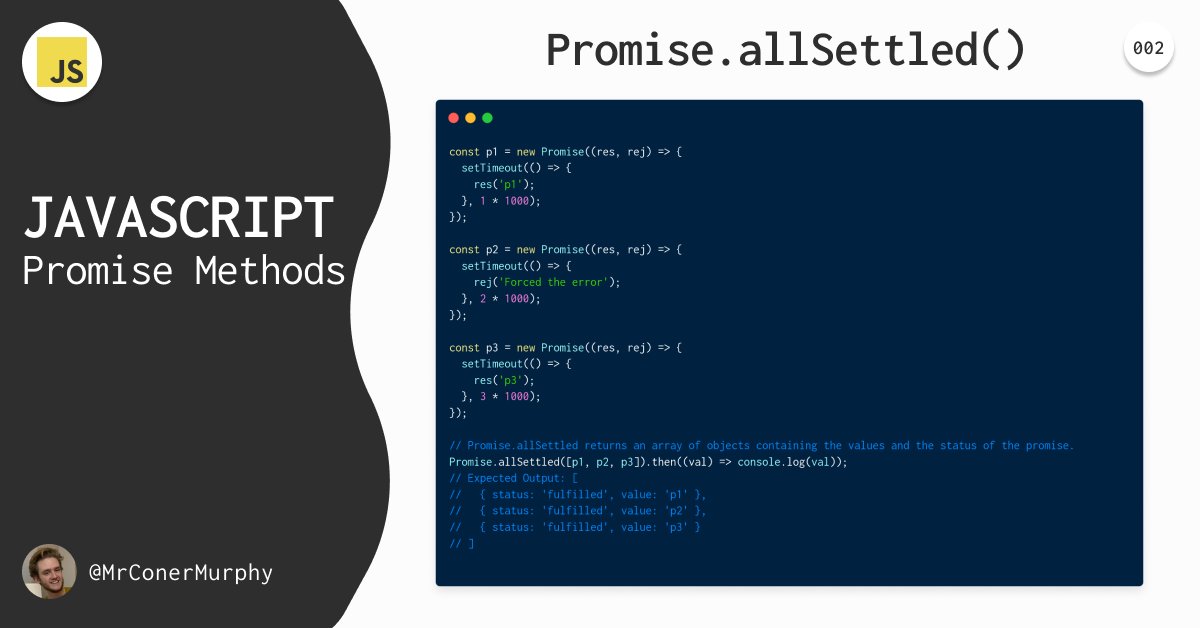 JS
JAVASCRIPT
Promise Methods
@MrConerMurphy
Promise.allSettled()
002
const p1 = new Promise((res, rej) => {
  setTimeout(() => {
    res('p1');
  }, 1 * 1000);
});

const p2 = new Promise((res, rej) => {
  setTimeout(() => {
    rej('Forced the error');
  }, 2 * 1000);
});

const p3 = new Promise((res, rej) => {
  setTimeout(() => {
    res('p3');
  }, 3 * 1000);
});

// Promise.allSettled returns an array of objects containing the values and the status of the promise.
Promise.allSettled([p1, p2, p3]).then((val) => console.log(val));
// Expected Output: [
//   { status: 'fulfilled', value: 'p1' },
//   { status: 'fulfilled', value: 'p2' },
//   { status: 'fulfilled', value: 'p3' }
// ]